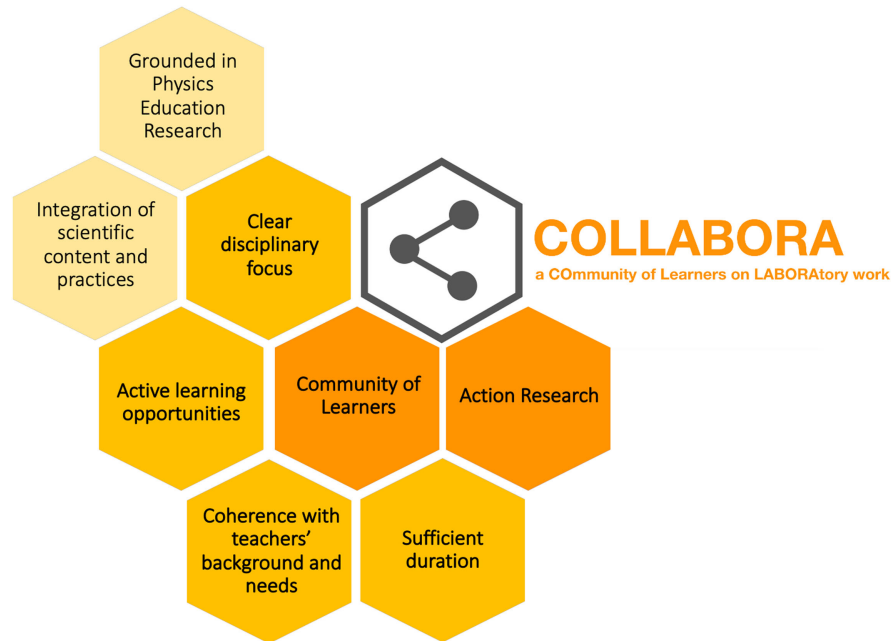 Grounded in
Physics
Education
Research
Integration of
scientific
content and
practices
Clear
disciplinary
focus
COLLABORA
a COmmunity of Learners on LABORAtory work
Active learning
opportunities
Community of
Learners
Action Research
Coherence with
teachers'
background and
needs
Sufficient
duration